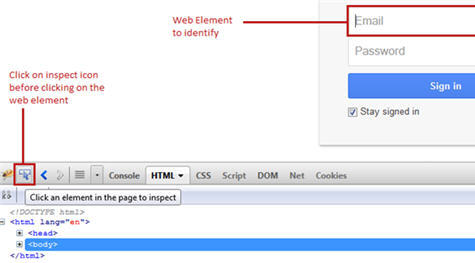 Web Element
to identify
Email
Password
Sign in
Stay signed in
Click on inspect icon
before clicking on the
web element
Console HTML CSS Script DOM Net Cookies
Click an element in the page to inspect
<!DOCTYPE html>
<html lang="en">
<head>
<body>
</html>